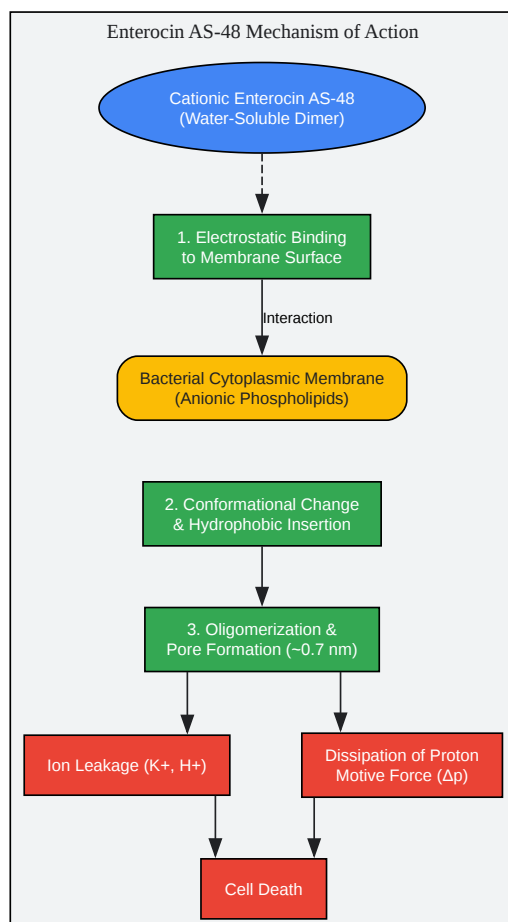 Enterocin AS-48 Mechanism of Action
Cationic Enterocin AS-48
(Water-Soluble Dimer)
1. Electrostatic Binding
to Membrane Surface
Interaction
Bacterial Cytoplasmic Membrane
(Anionic Phospholipids)
2. Conformational Change
& Hydrophobic Insertion
3. Oligomerization &
Pore Formation (~0.7 nm)
Ion Leakage (K+, H+)
Dissipation of Proton
Motive Force (Δp)
Cell Death